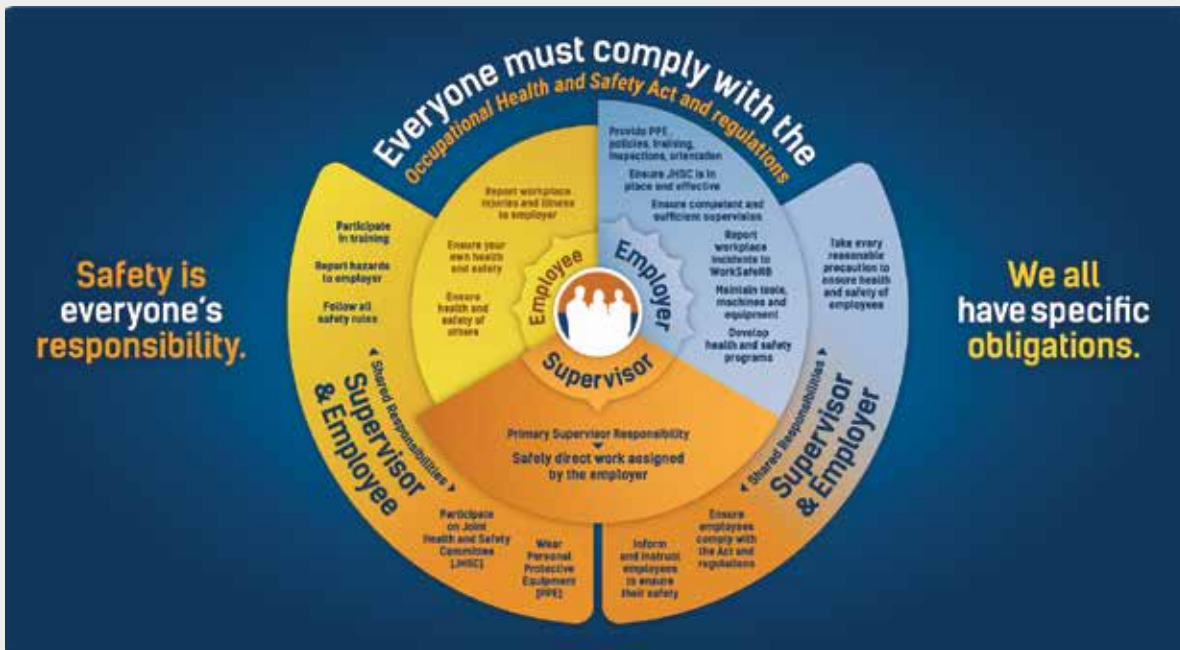 Everyone must comply with the
Occupational Health and Safety Act and regulations
Safety is
everyone's
responsibility.
We all
have specific
obligations.
Employee
Report workplace
injuries and illness
to employer
Ensure your
own health
and safety
Ensure
health and
safety of
others
Employer
Provide PPE,
policies, training,
inspections, orientation
Ensure JHSC is in
place and effective
Ensure competent and
sufficient supervision
Report
workplace
incidents to
WorkSafeNB
Maintain tools,
machines and
equipment
Develop
health and safety
programs
Supervisor
Primary Supervisor Responsibility
Safely direct work assigned
by the employer
Participate
in training
Report hazards
to employer
Follow all
safety rules
Shared Responsibilities
Supervisor
& Employee
Participate
on Joint
Health and Safety
Committee
(JHSC)
Wear
Personal
Protective
Equipment
(PPE)
Take every
reasonable
precaution to
ensure health
and safety of
employees
Shared Responsibilities
Supervisor
& Employer
Ensure
employees
comply with
the Act and
regulations
Inform
and instruct
employees
to ensure
their safety